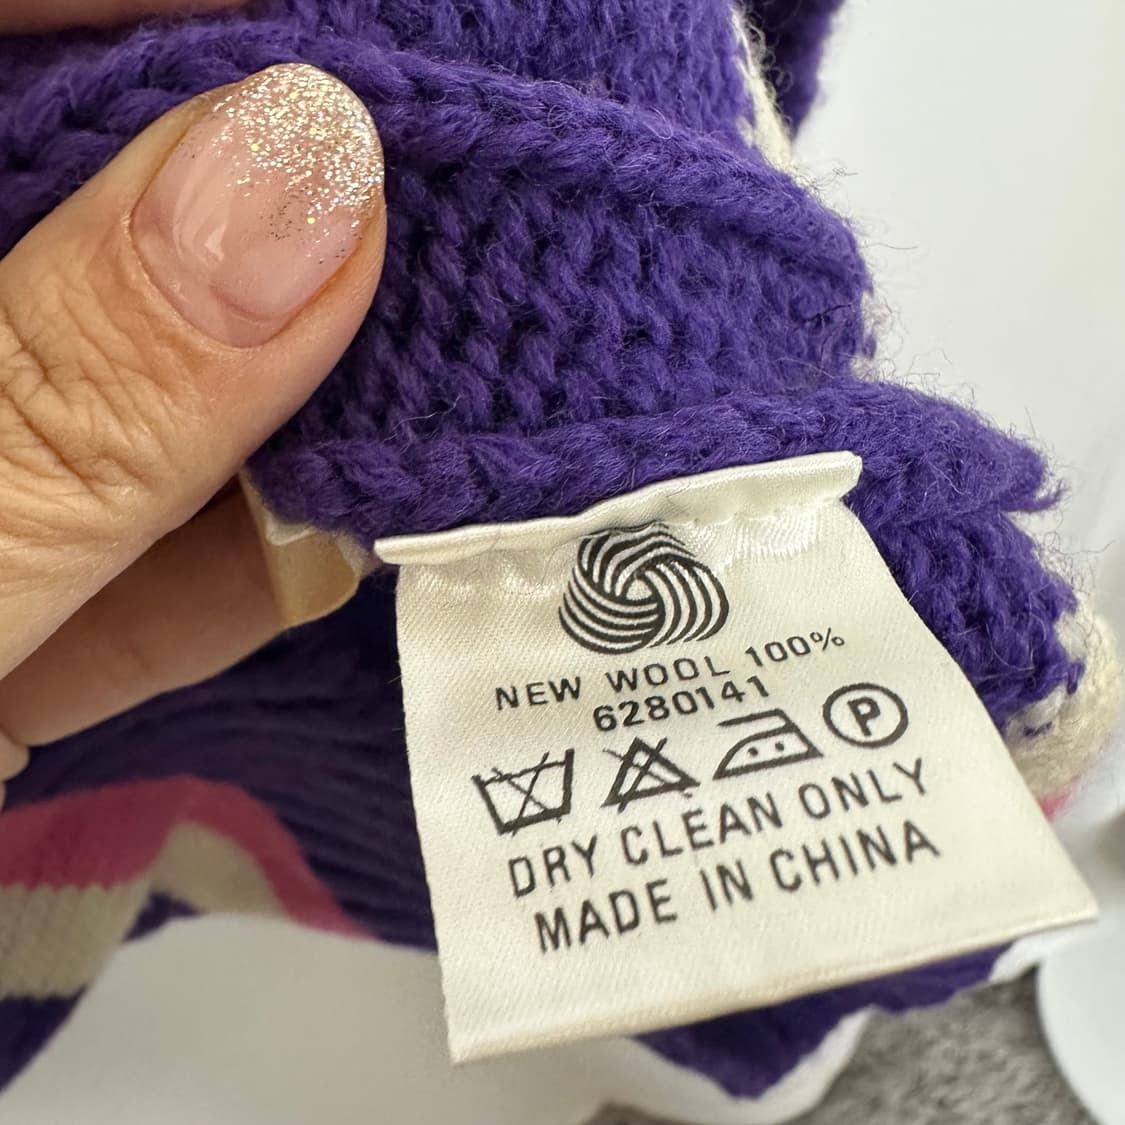 NEW WOOL 100%
6280141
P
DRY CLEAN ONLY
MADE IN CHINA